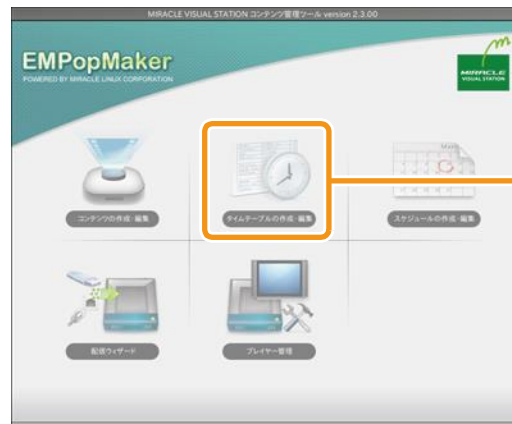 MIRACLE VISUAL STATION コンテンツ管理ツール version 2.3.00
EMPopMaker
POWERED BY MIRACLE LINUX CORPORATION
m
MIRACLE
VISUAL STATION
コンテンツの作成・編集
タイムテーブルの作成・編集
スケジュールの作成・編集
配信ウィザード
プレイヤー管理